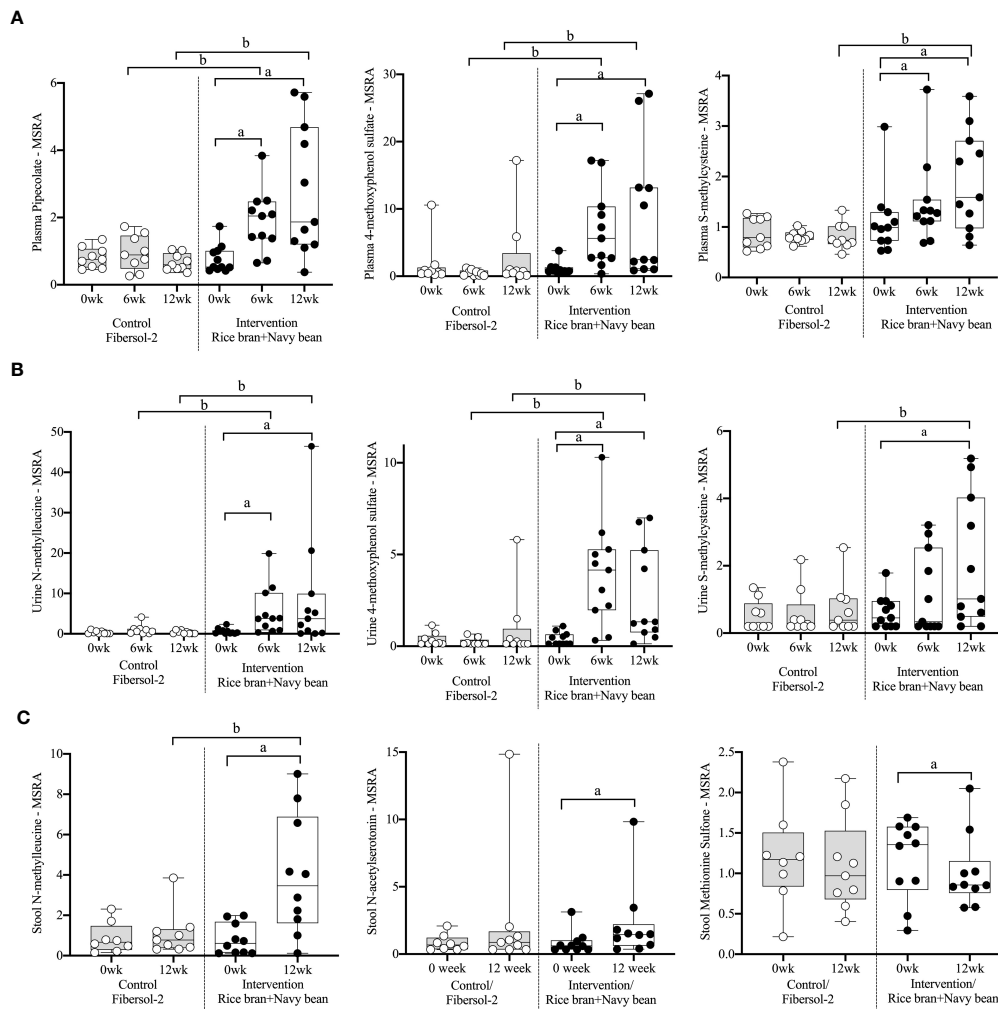 A
Plasma Pipecolate - MSRA
b
b
a
a
6
4
2
0
0wk 6wk 12wk 0wk 6wk 12wk
Control Intervention
Fibersol-2 Rice bran+Navy bean
Plasma 4-methoxyphenol sulfate - MSRA
b
b
a
a
30
20
10
0
0wk 6wk 12wk 0wk 6wk 12wk
Control Intervention
Fibersol-2 Rice bran+Navy bean
Plasma S-methylcysteine - MSRA
b
a
a
4
3
2
1
0
0wk 6wk 12wk 0wk 6wk 12wk
Control Intervention
Fibersol-2 Rice bran+Navy bean
B
Urine N-methylleucine - MSRA
b
b
a
a
50
40
30
20
10
0
0wk 6wk 12wk 0wk 6wk 12wk
Control Intervention
Fibersol-2 Rice bran+Navy bean
Urine 4-methoxyphenol sulfate - MSRA
b
b
a
a
10
5
0
0wk 6wk 12wk 0wk 6wk 12wk
Control Intervention
Fibersol-2 Rice bran+Navy bean
Urine S-methylcysteine - MSRA
b
a
6
4
2
0
0wk 6wk 12wk 0wk 6wk 12wk
Control Intervention
Fibersol-2 Rice bran+Navy bean
C
Stool N-methylleucine - MSRA
b
a
10
8
6
4
2
0
0wk 12wk 0wk 12wk
Control Intervention
Fibersol-2 Rice bran+Navy bean
Stool N-acetylserotonin - MSRA
a
15
10
5
0
0 week 12 week 0 week 12 week
Control/ Intervention/
Fibersol-2 Rice bran+Navy bean
Stool Methionine Sulfone - MSRA
a
2.5
2.0
1.5
1.0
0.5
0.0
0wk 12wk 0wk 12wk
Control/ Intervention/
Fibersol-2 Rice bran+Navy bean